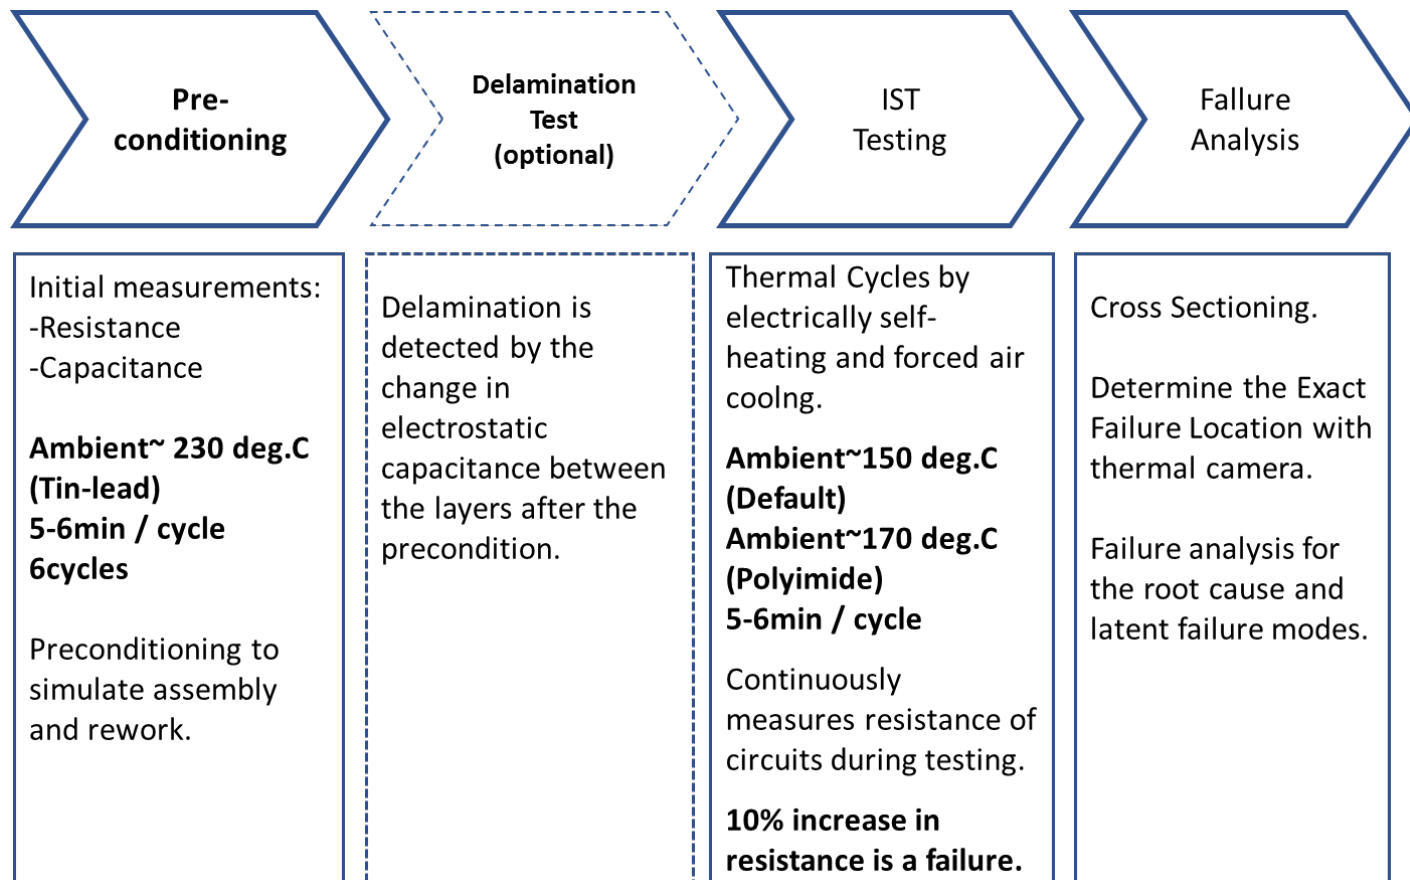 Pre-
conditioning
Delamination
Test
(optional)
IST
Testing
Fallure
Analysis
Initial measurements:
-Resistance
-Capacitance
Ambient~ 230 deg.C
(Tin-lead)
5-6min / cycle
6cycles
Preconditioning to
simulate assembly
and rework.
Delamination is
detected by the
change in
electrostatic
capacitance between
the layers after the
precondition.
Thermal Cycles by
electrically self-
heating and forced air
coolng.
Ambient~150 deg.C
(Default)
Ambient~170 deg.C
(Polyimide)
5-6min / cycle
Continuously
measures resistance of
circuits during testing.
10% increase in
resistance is a failure.
Cross Sectioning.
Determine the Exact
Failure Location with
thermal camera.
Failure analysis for
the root cause and
latent failure modes.